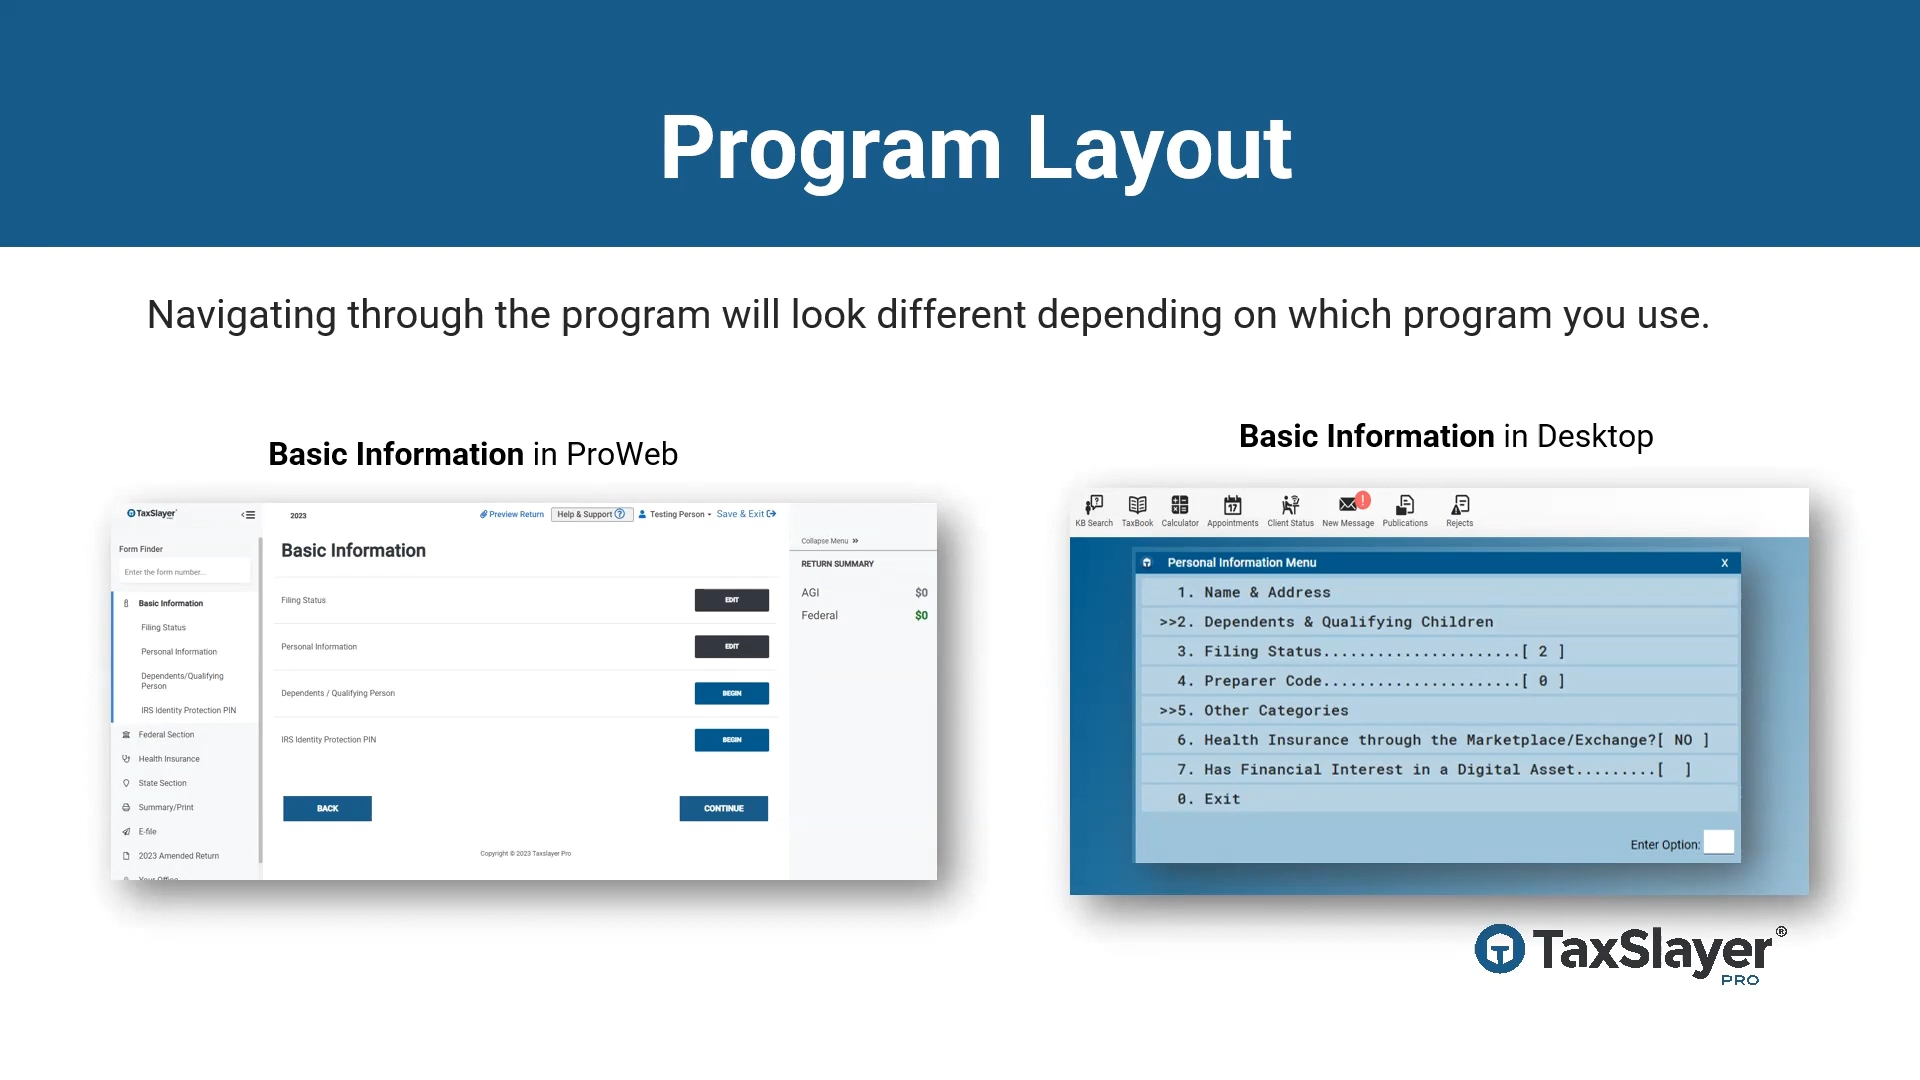 Program Layout
Navigating through the program will look different depending on which program you use.
Basic Information in ProWeb
TaxSlayer
PRO
Form Finder
Enter the form number...
Basic Information
Filing Status
Personal Information
Dependents/Qualifying
Person
IRS Identity Protection PIN
Federal Section
Health Insurance
State Section
Summary/Print
E-file
2023 Amended Return
Your Office
2023
Preview Return
Help & Support ?
Testing Person
Save & Exit
Basic Information
Filing Status EDIT
Personal Information EDIT
Dependents / Qualifying Person BEGIN
IRS Identity Protection PIN BEGIN
BACK CONTINUE
Copyright © 2023 Taxslayer Pro
Collapse Menu »
RETURN SUMMARY
AGI $0
Federal $0
Basic Information in Desktop
KB Search TaxBook Calculator Appointments Client Status New Message Publications Rejects
17
!
Personal Information Menu X
1. Name & Address
>>2. Dependents & Qualifying Children
3. Filing Status......................[ 2 ]
4. Preparer Code......................[ 0 ]
>>5. Other Categories
6. Health Insurance through the Marketplace/Exchange?[ NO ]
7. Has Financial Interest in a Digital Asset.........[ ]
0. Exit
Enter Option:
TaxSlayer®
PRO